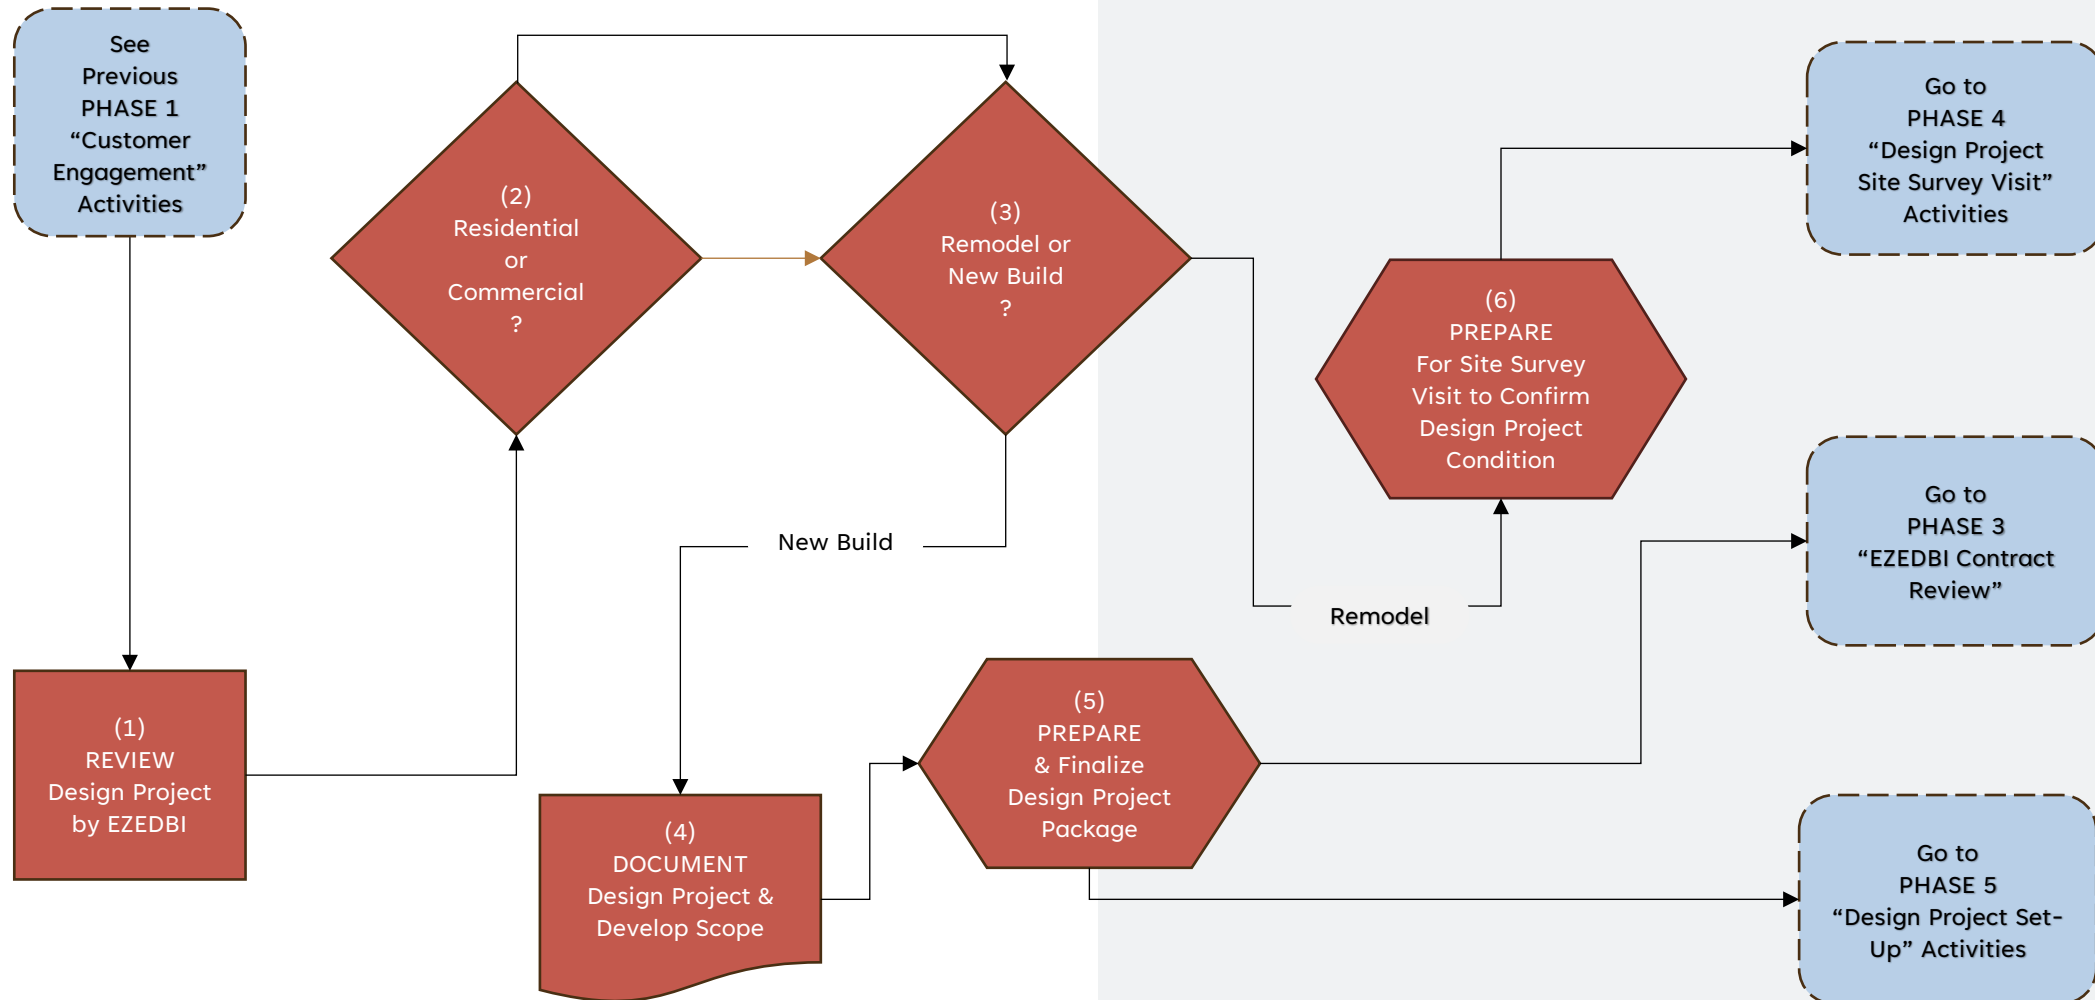 See
Previous
PHASE 1
“Customer
Engagement”
Activities
(1)
REVIEW
Design Project
by EZEDBI
(2)
Residential
or
Commercial
?
(3)
Remodel or
New Build
?
New Build
(4)
DOCUMENT
Design Project &
Develop Scope
(5)
PREPARE
& Finalize
Design Project
Package
Remodel
(6)
PREPARE
For Site Survey
Visit to Confirm
Design Project
Condition
Go to
PHASE 4
“Design Project
Site Survey Visit”
Activities
Go to
PHASE 3
“EZEDBI Contract
Review”
Go to
PHASE 5
“Design Project Set-
Up” Activities